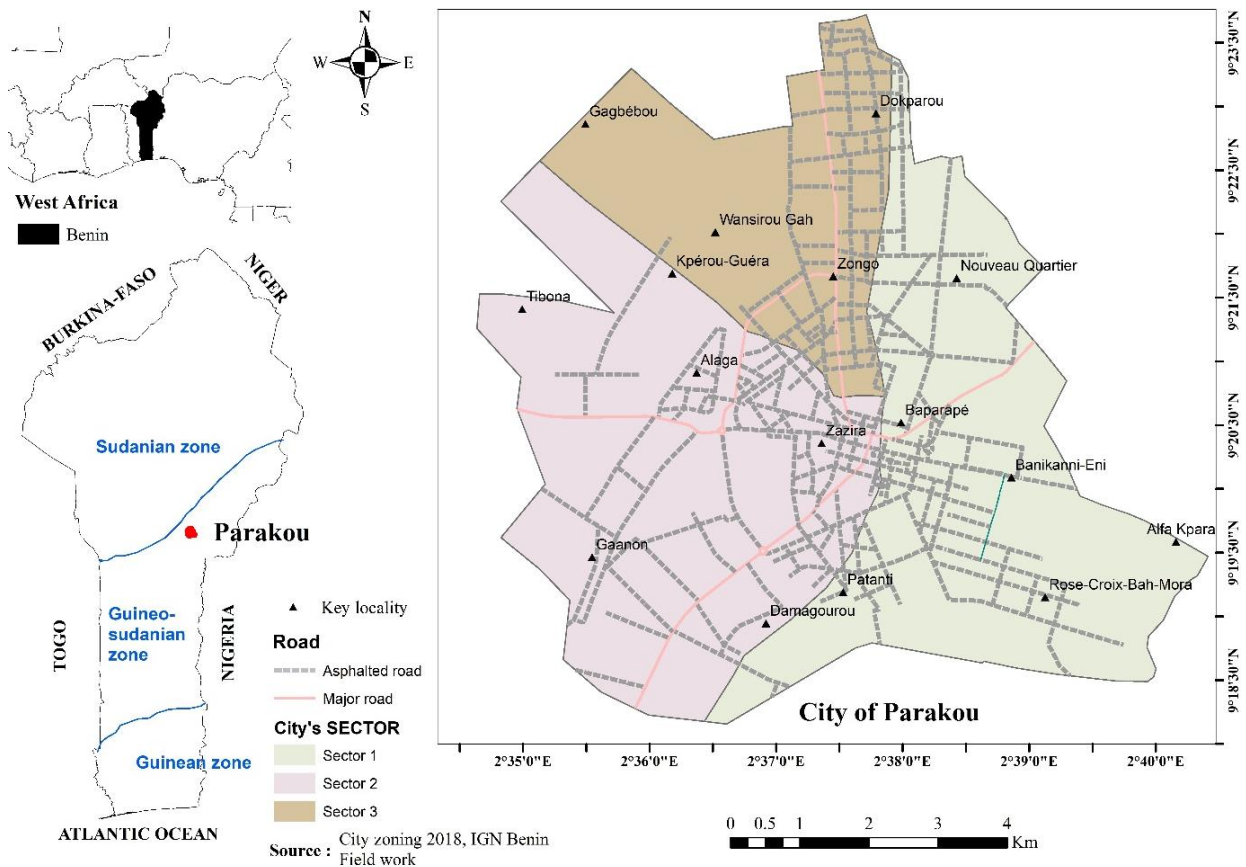 N
W
E
S
West Africa
Benin
BURKINA-FASO
NIGER
Sudanian zone
Parakou
Guineo-
sudanian
zone
TOGO
NIGERIA
Guinean zone
ATLANTIC OCEAN
Key locality
Road
Asphalted road
Major road
City's SECTOR
Sector 1
Sector 2
Sector 3
Source : City zoning 2018, IGN Benin
Field work
Gagbébou
Dokparou
Wansirou Gah
Kpérou-Guéra
Zongo
Nouveau Quartier
Tibona
Alaga
Baparapé
Zazira
Banikanni-Eni
Alfa Kpara
Gaanon
Patanti
Rose-Croix-Bah-Mora
Damagourou
City of Parakou
9°23'30"N
9°22'30"N
9°21'30"N
9°20'30"N
9°19'30"N
9°18'30"N
2°35'0"E
2°36'0"E
2°37'0"E
2°38'0"E
2°39'0"E
2°40'0"E
0 0.5 1 2 3 4
Km